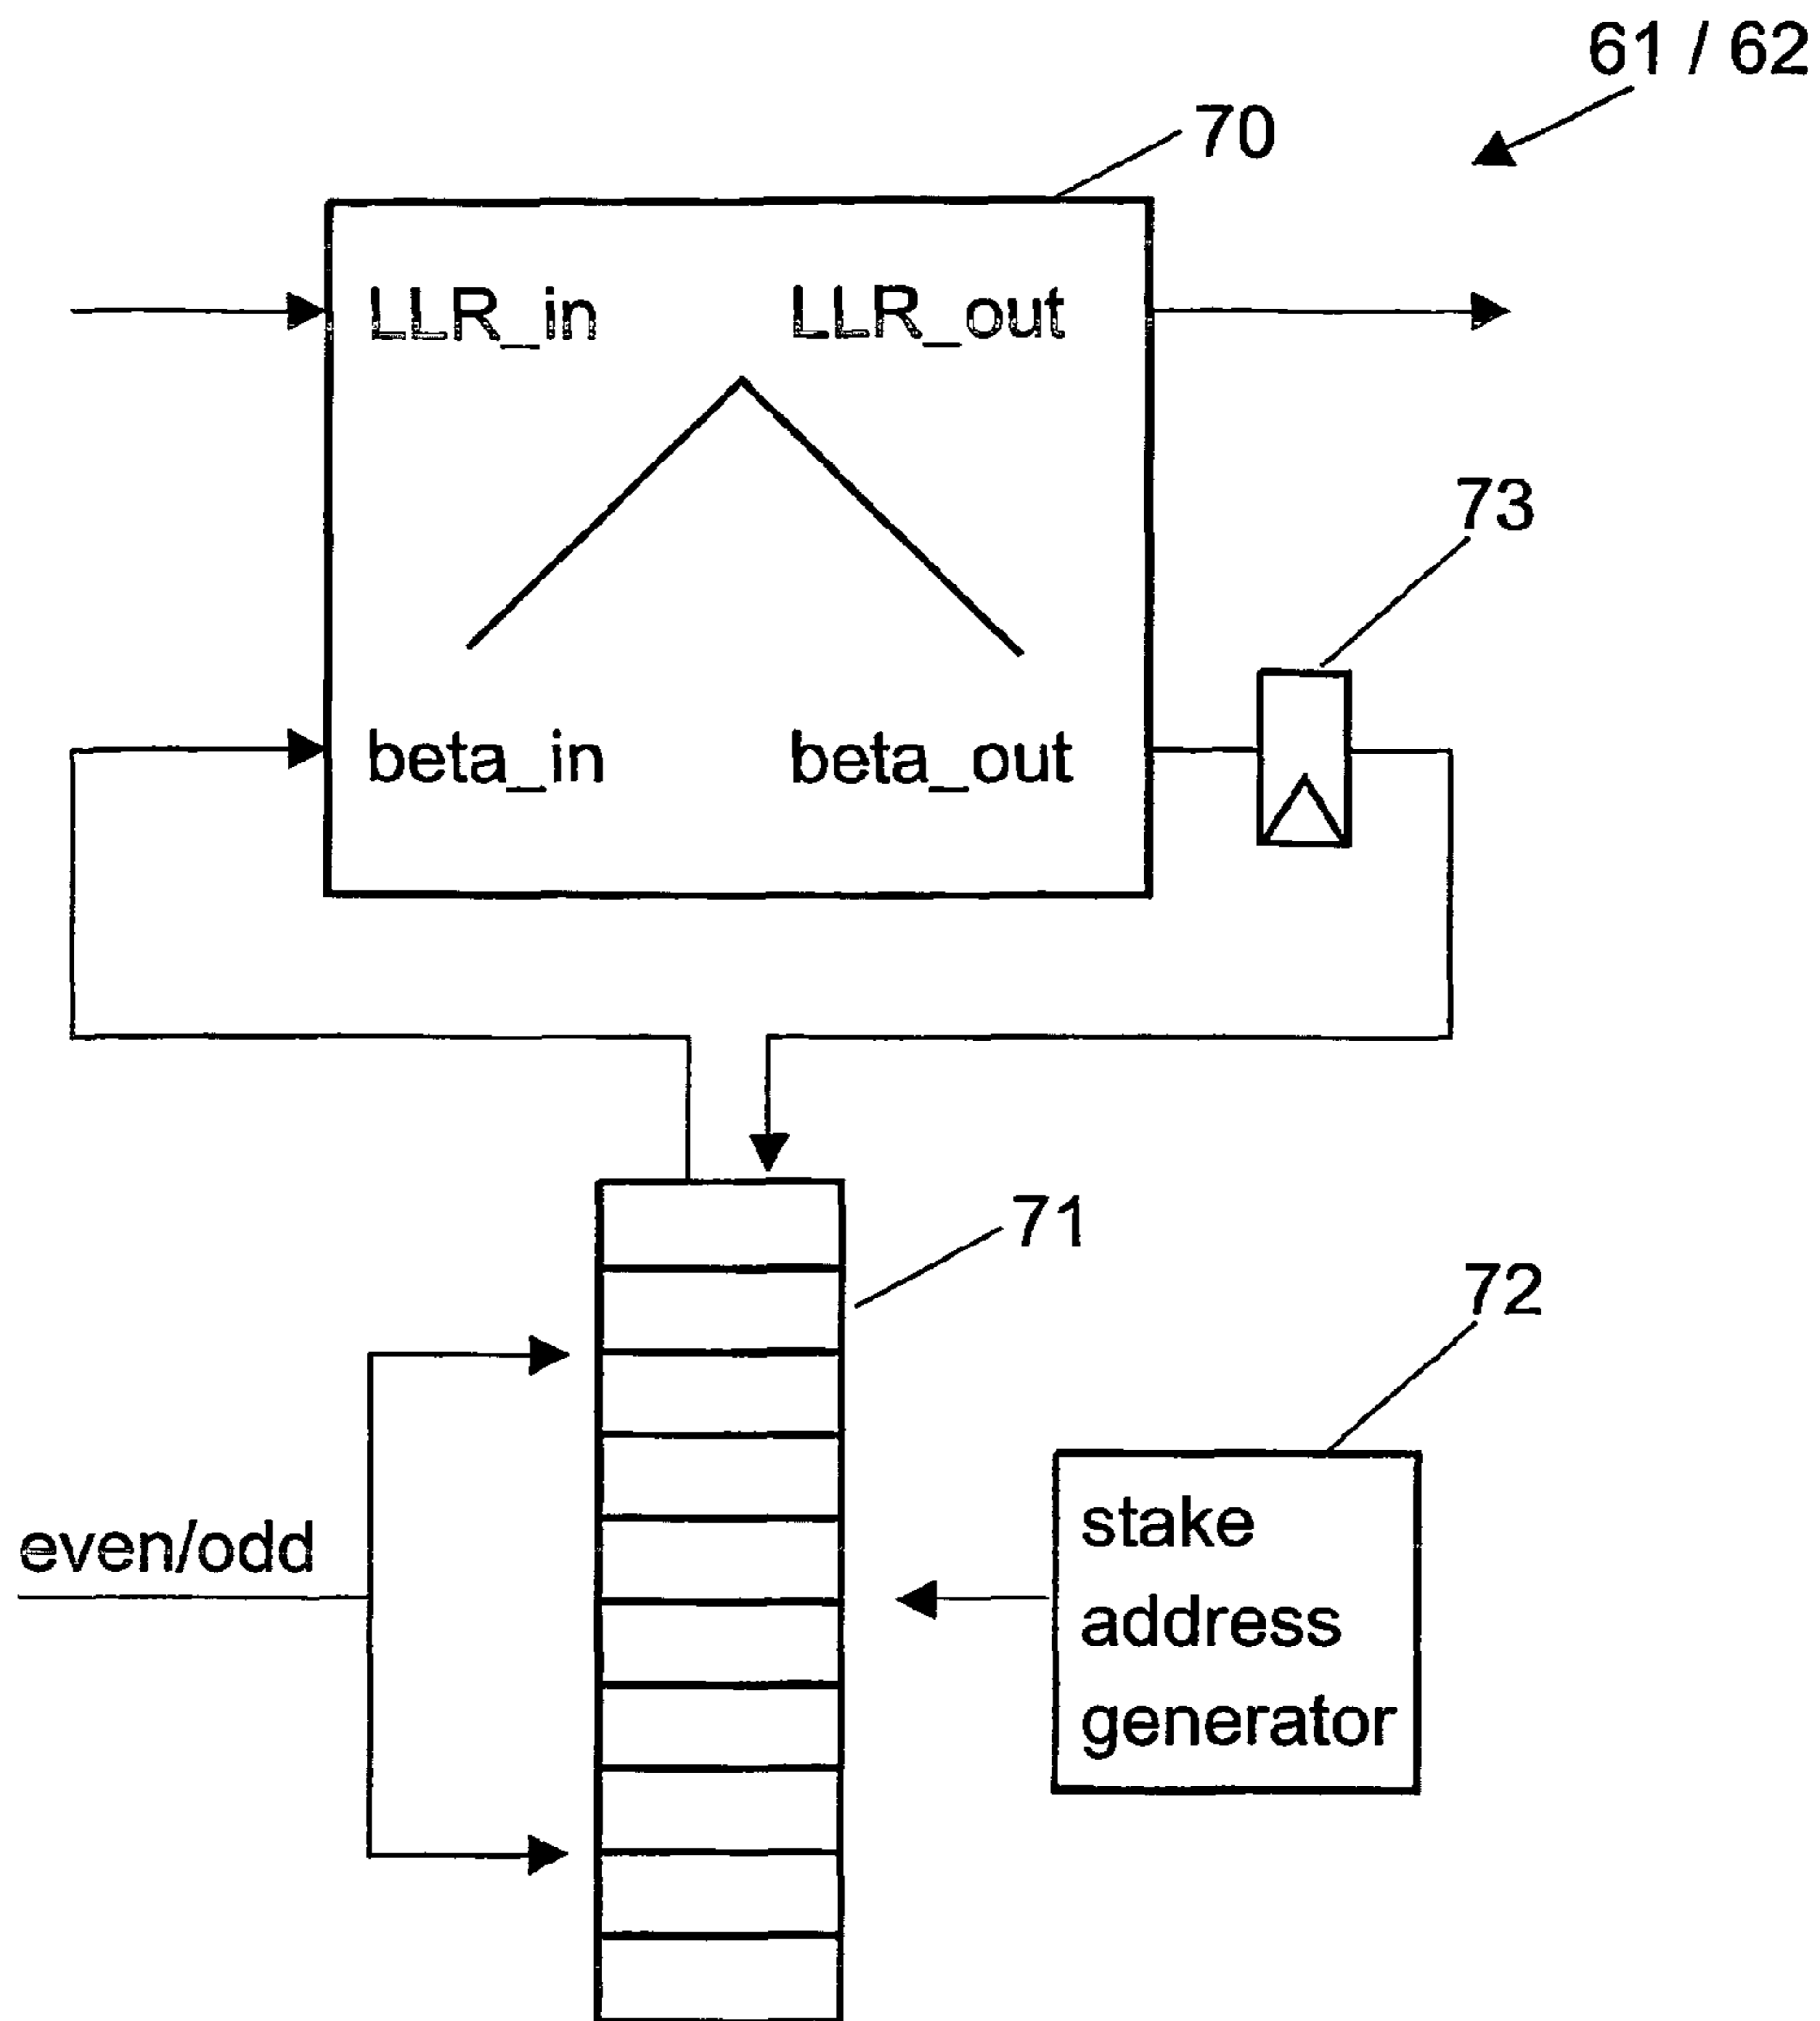 61 / 62
70
LLR_in LLR_out
73
beta_in beta_out
71
72
even/odd
stake
address
generator